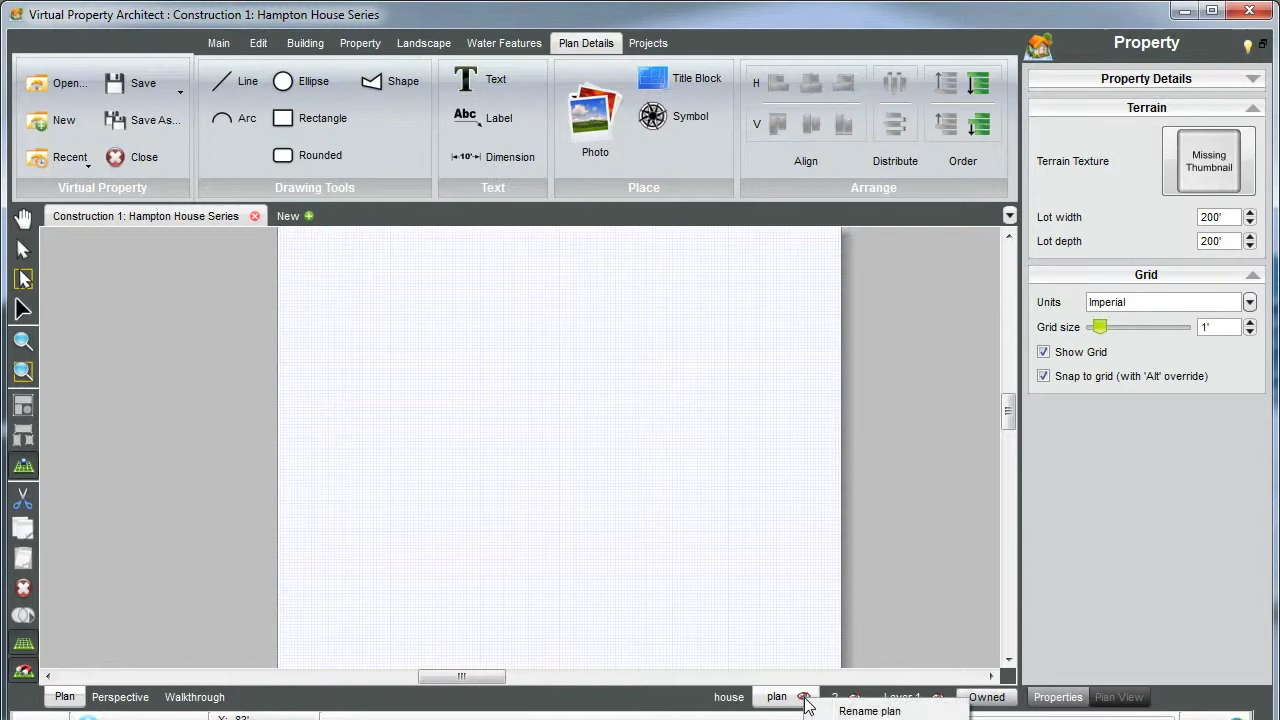 Virtual Property Architect : Construction 1: Hampton House Series
Main Edit Building Property Landscape Water Features Plan Details Projects
Open Save
New Save As...
Recent Close
Virtual Property
Line Ellips Shape
Arc Rectangle
Rounded
Drawing Tools
Text
Label
Dimension
Text
Photo
Title Block
Symbol
Place
H
V
Align Distribute Order
Arrange
Construction 1: Hampton House Series New
Property
Property Details
Terrain
Terrain Texture Missing Thumbnail
Lot width 200'
Lot depth 200'
Grid
Units Imperial
Grid size 1'
Show Grid
Snap to grid (with 'Alt' override)
Plan Perspective Walkthrough
house plan Owned
Properties Plan View
Rename plan